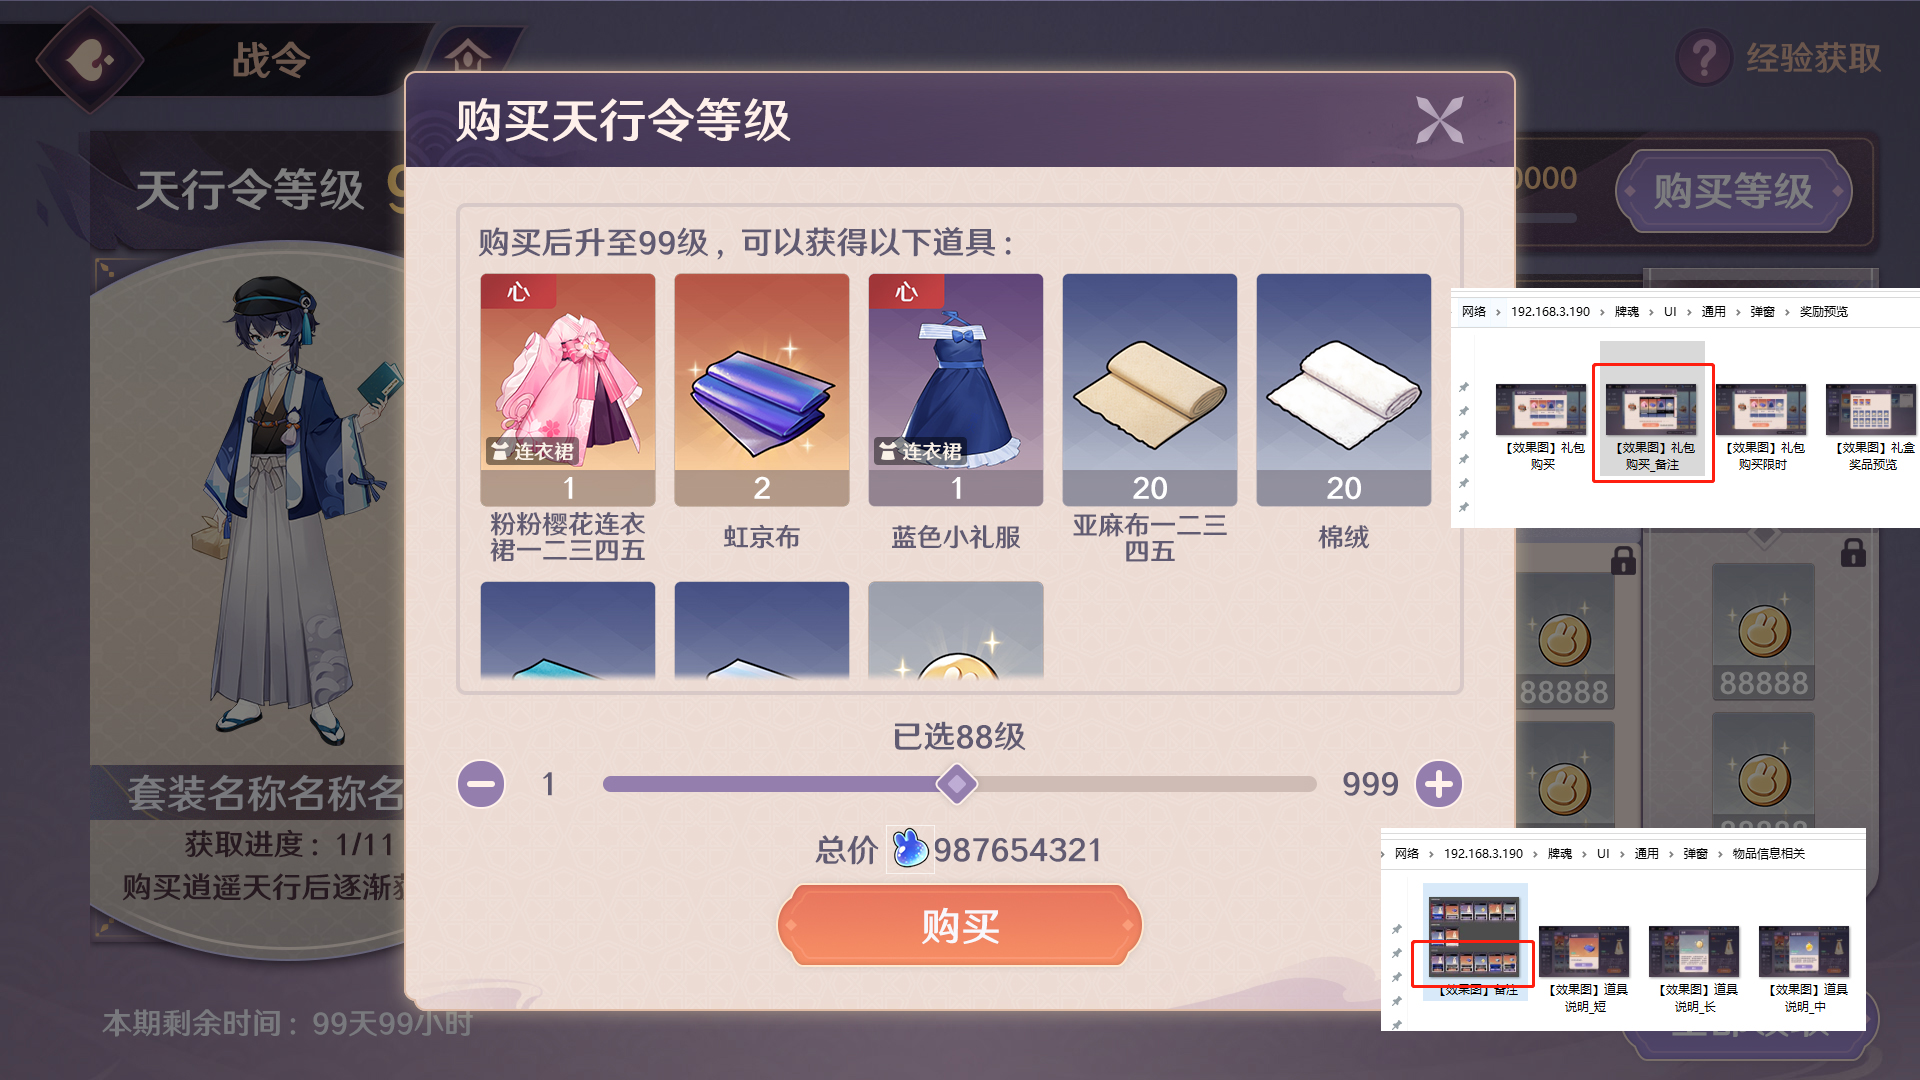 战令
经验获取
购买天行令等级
天行令等级 9
0000
购买等级
购买后升至99级，可以获得以下道具：
心
心
连衣裙
连衣裙
1
2
1
20
20
粉粉樱花连衣
裙一二三四五
虹京布
蓝色小礼服
亚麻布一二三
四五
棉绒
网络 › 192.168.3.190 › 牌魂 › UI › 通用 › 弹窗 › 奖励预览
【效果图】礼包
购买
【效果图】礼包
购买_备注
【效果图】礼包
购买限时
【效果图】礼盒
奖品预览
88888
88888
已选88级
1
999
总价 987654321
购买
套装名称名称名
获取进度：1/11
购买逍遥天行后逐渐
本期剩余时间：99天99小时
› 网络 › 192.168.3.190 › 牌魂 › UI › 通用 › 弹窗 › 物品信息相关
【效果图】备注
【效果图】道具
说明_短
【效果图】道具
说明_长
【效果图】道具
说明_中